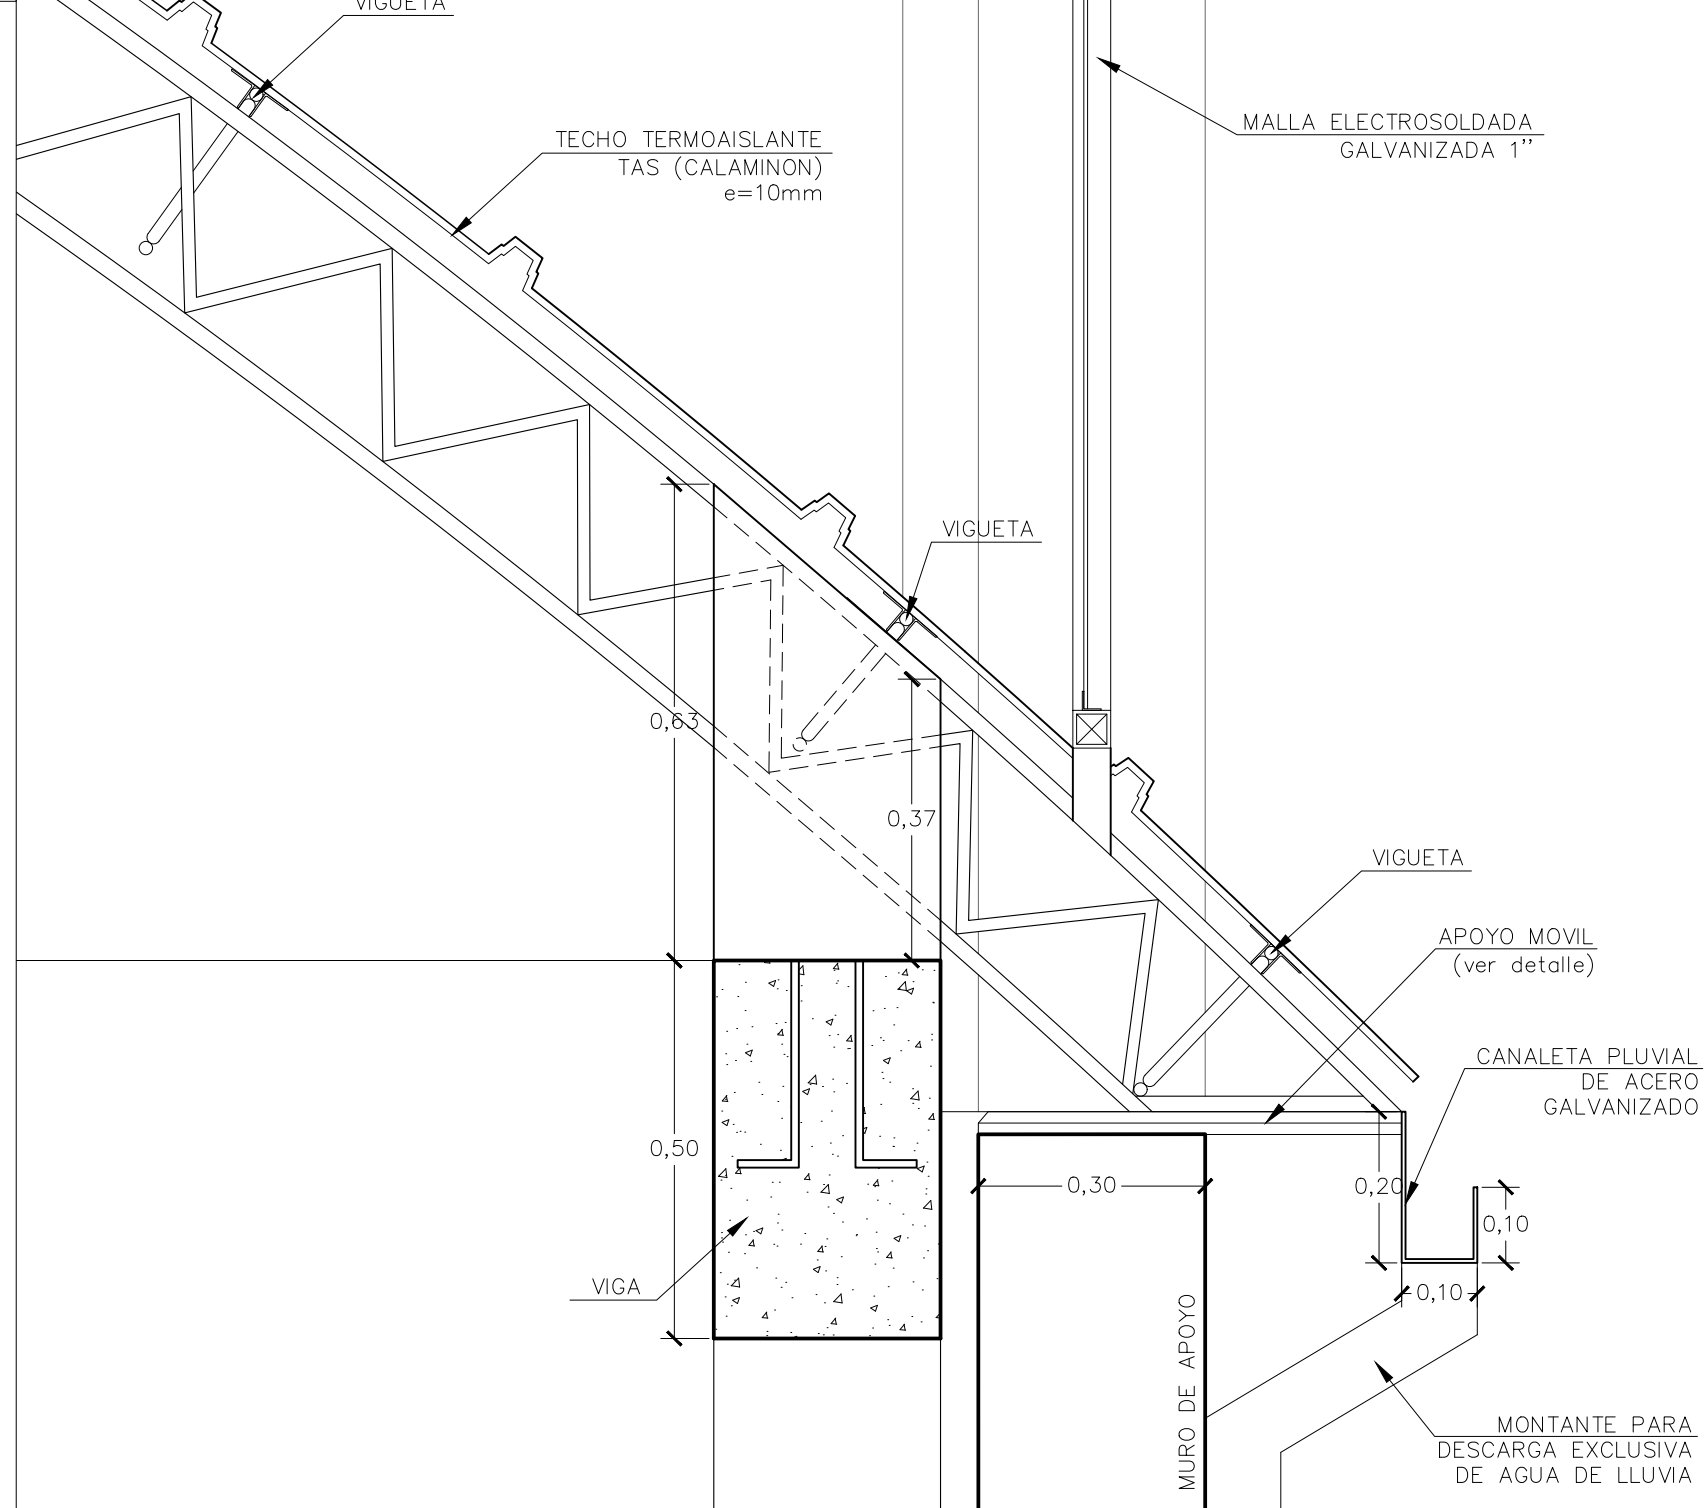 VIGUETA
MALLA ELECTROSOLDADA
GALVANIZADA 1’’
TECHO TERMOAISLANTE
TAS (CALAMINON)
e=10mm
VIGUETA
0,63
0,37
VIGUETA
APOYO MOVIL
(ver detalle)
CANALETA PLUVIAL
DE ACERO
GALVANIZADO
0,50
0,30
0,20
0,10
0,10
VIGA
MURO DE APOYO
MONTANTE PARA
DESCARGA EXCLUSIVA
DE AGUA DE LLUVIA